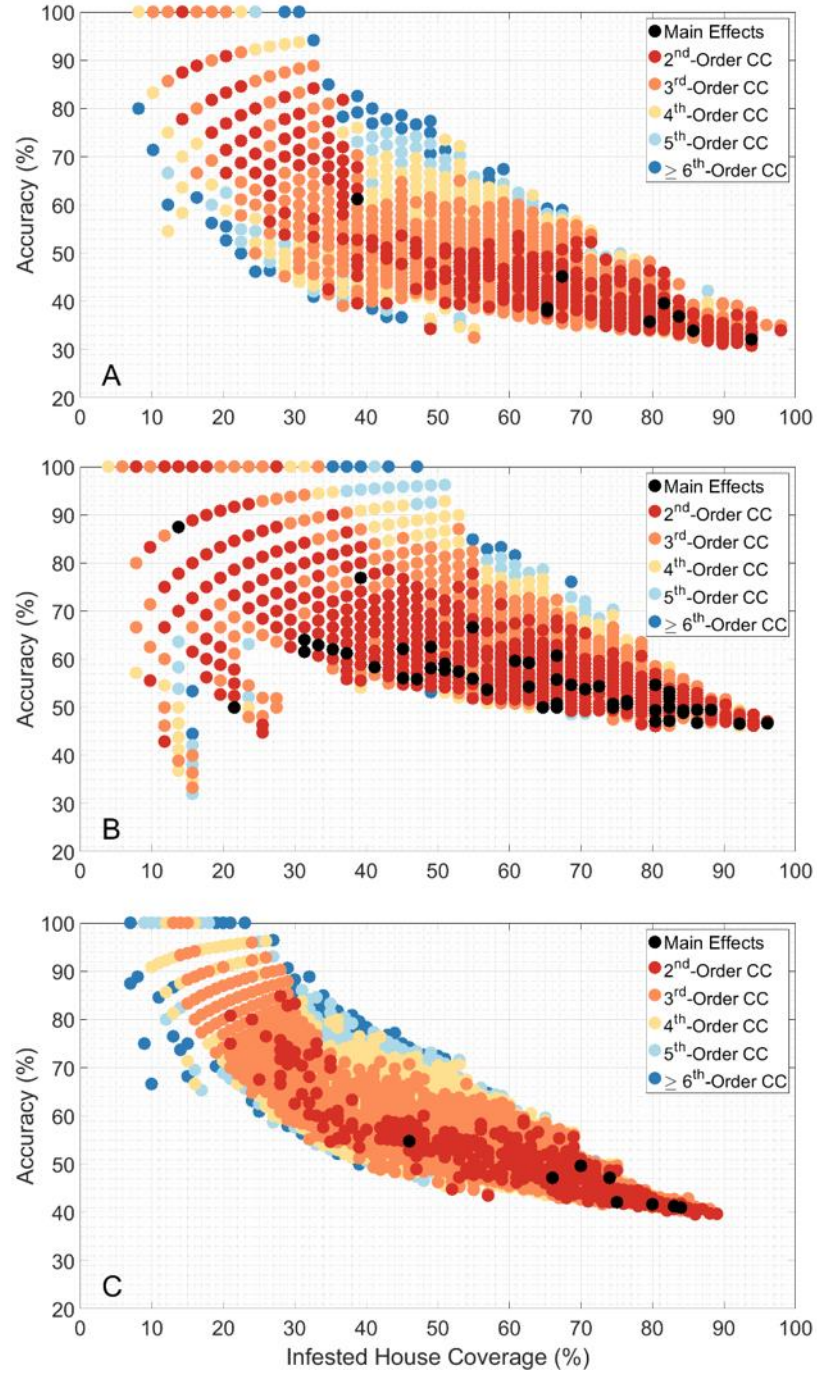 100
90
80
70
60
50
40
30
20
Accuracy (%)
Main Effects
2nd-Order CC
3rd-Order CC
4th-Order CC
5th-Order CC
≥ 6th-Order CC
A
0 10 20 30 40 50 60 70 80 90 100
100
90
80
70
60
50
40
30
20
Accuracy (%)
Main Effects
2nd-Order CC
3rd-Order CC
4th-Order CC
5th-Order CC
≥ 6th-Order CC
B
0 10 20 30 40 50 60 70 80 90 100
100
90
80
70
60
50
40
30
20
Accuracy (%)
Main Effects
2nd-Order CC
3rd-Order CC
4th-Order CC
5th-Order CC
≥ 6th-Order CC
C
0 10 20 30 40 50 60 70 80 90 100
Infested House Coverage (%)